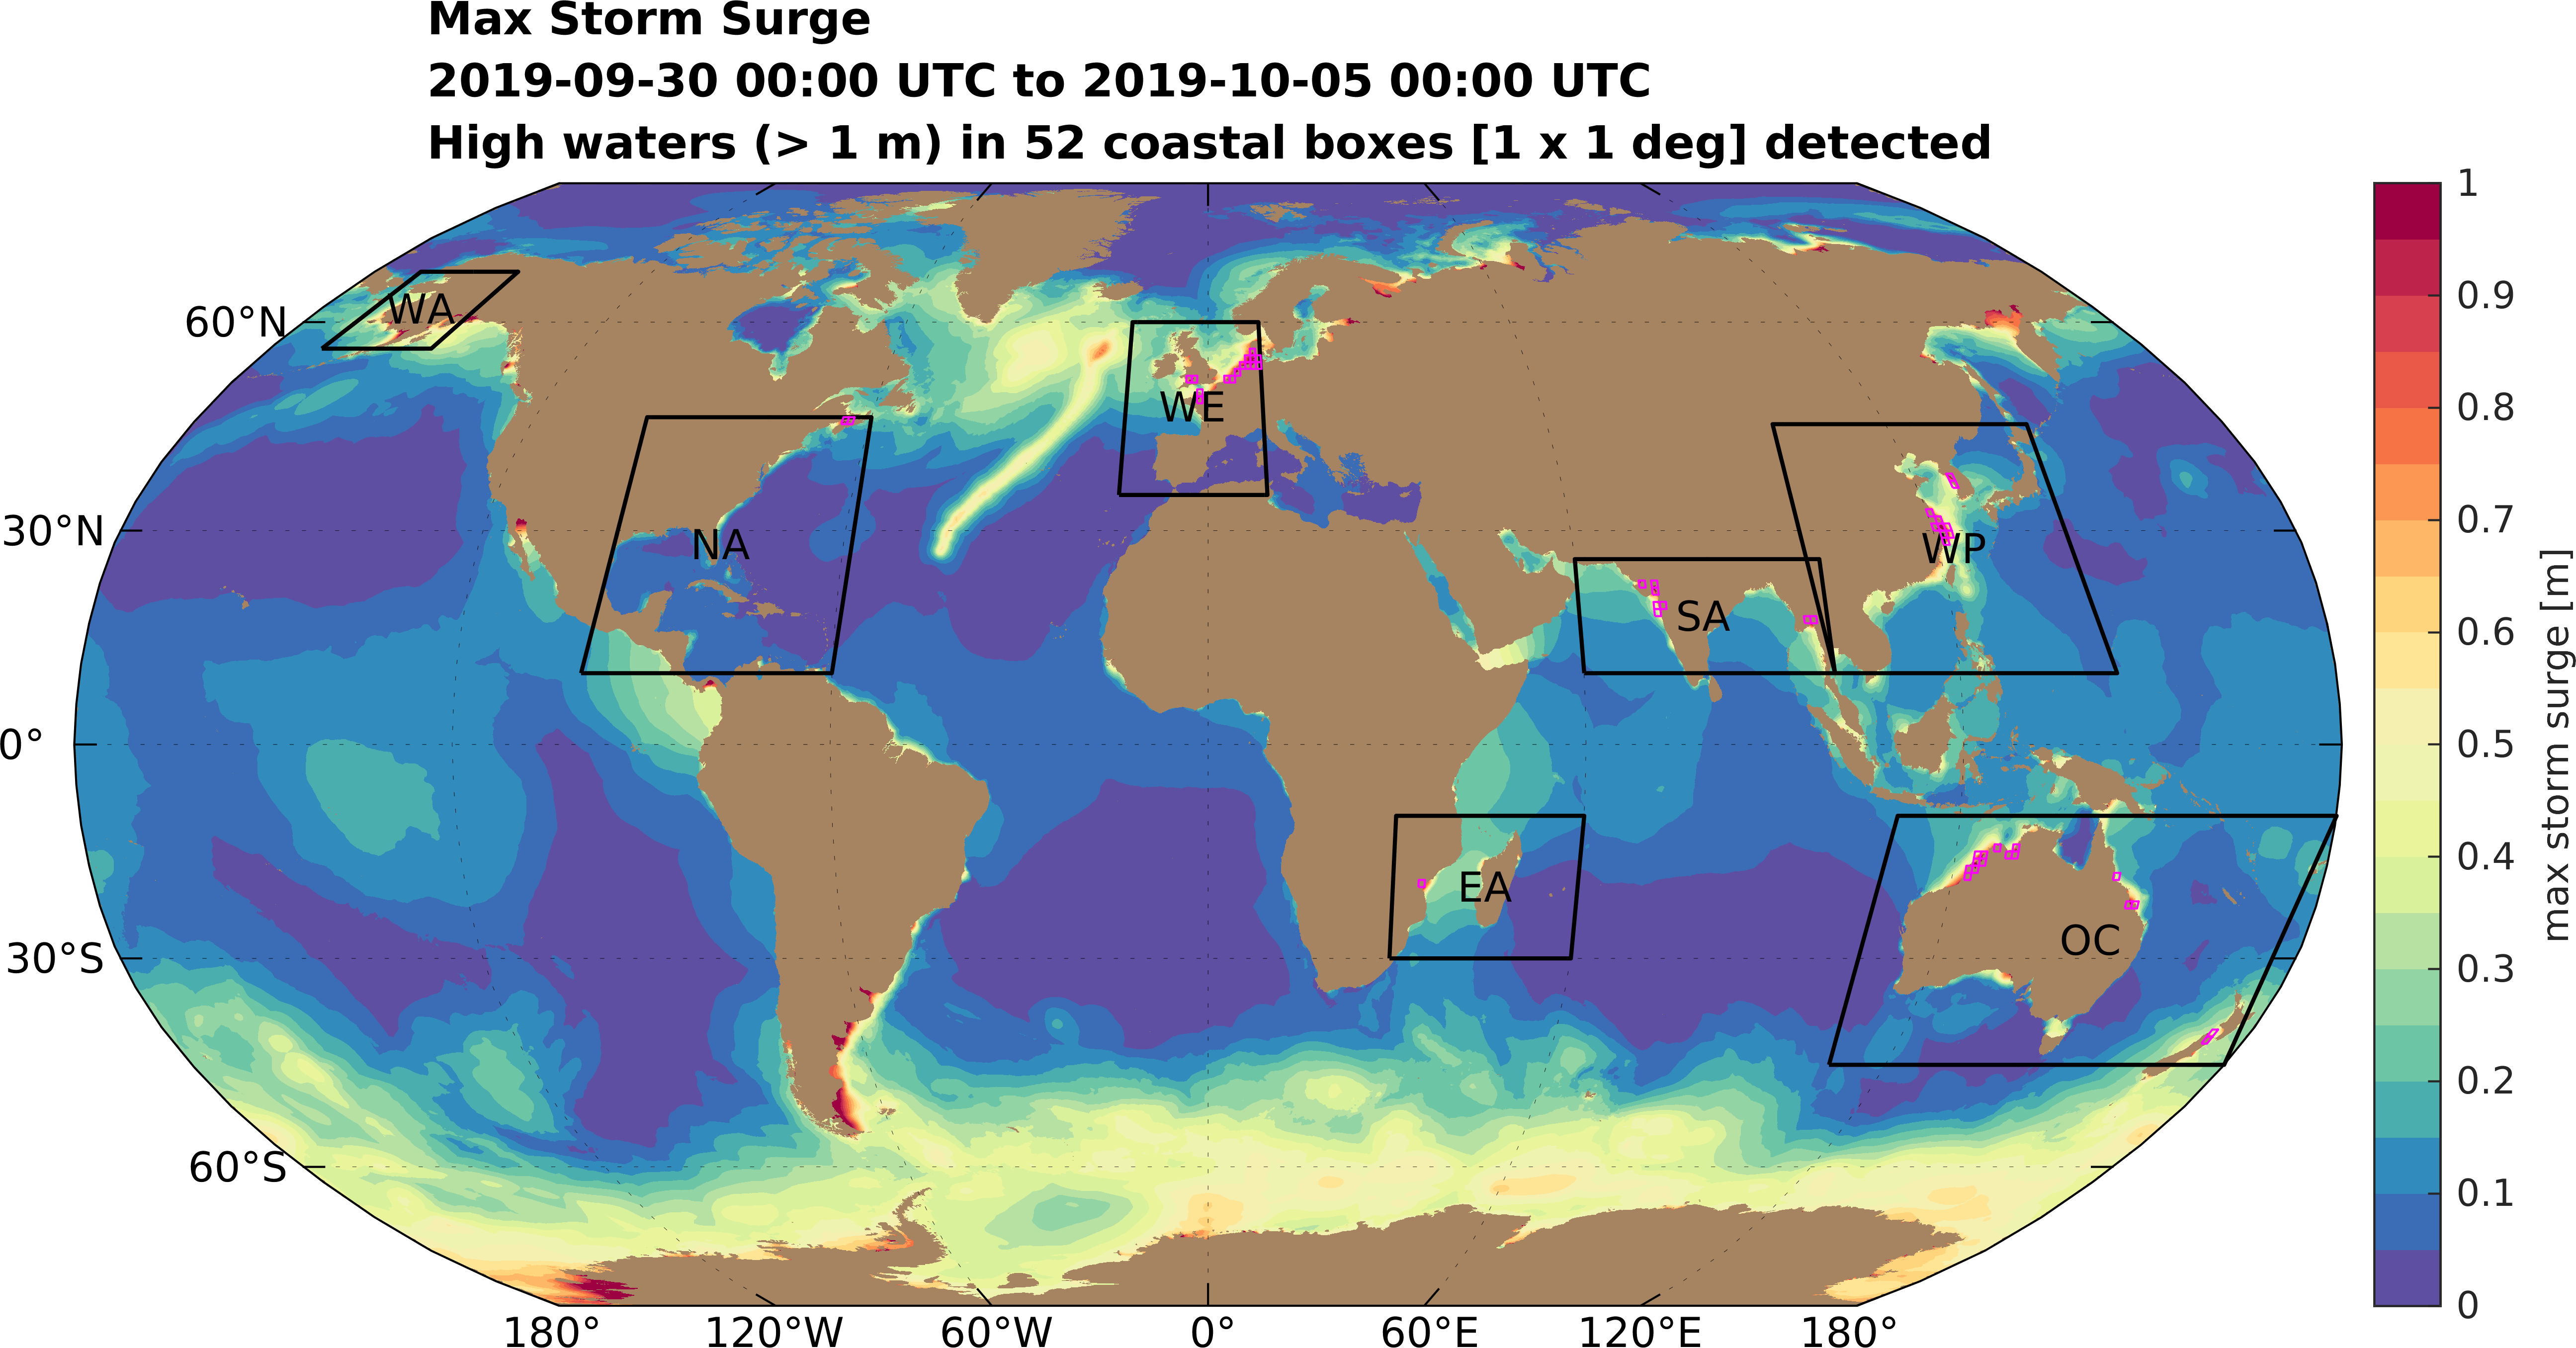 Max Storm Surge
2019-09-30 00:00 UTC to 2019-10-05 00:00 UTC
High waters (> 1 m) in 52 coastal boxes [1 x 1 deg] detected
60°N
30°N
0°
30°S
60°S
WA
NA
WE
WP
SA
EA
OC
180°
120°W
60°W
0°
60°E
120°E
180°
1
0.9
0.8
0.7
0.6
0.5
0.4
0.3
0.2
0.1
0
max storm surge [m]